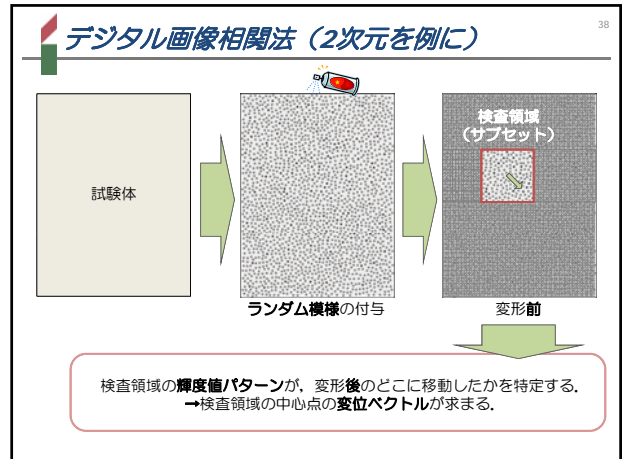 38
デジタル画像相関法（2次元を例に）
検査領域
（サブセット）
試験体
ランダム模様の付与
変形前
検査領域の輝度値パターンが，変形後のどこに移動したかを特定する．
→検査領域の中心点の変位ベクトルが求まる．